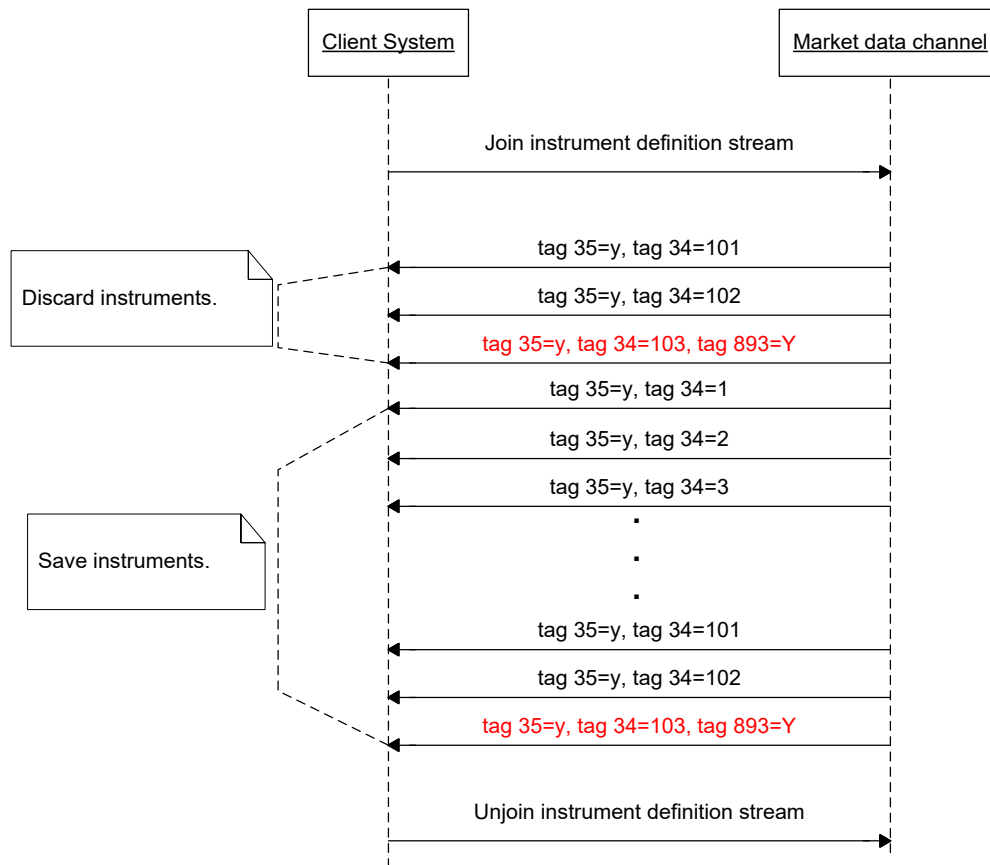 Client System
Market data channel
Join instrument definition stream
tag 35=y, tag 34=101
Discard instruments.
tag 35=y, tag 34=102
tag 35=y, tag 34=103, tag 893=Y
tag 35=y, tag 34=1
tag 35=y, tag 34=2
tag 35=y, tag 34=3
Save instruments.
tag 35=y, tag 34=101
tag 35=y, tag 34=102
tag 35=y, tag 34=103, tag 893=Y
Unjoin instrument definition stream